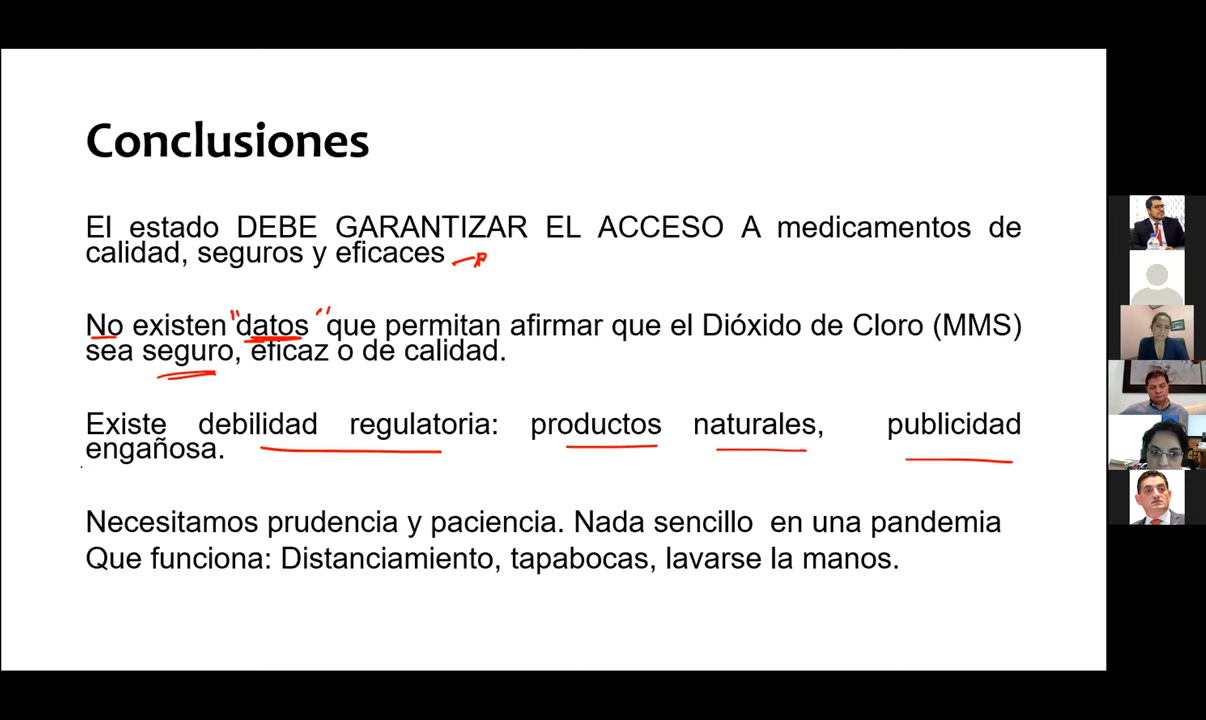 Conclusiones
El estado DEBE GARANTIZAR EL ACCESO A medicamentos de
calidad, seguros y eficaces
No existen "datos" que permitan afirmar que el Dióxido de Cloro (MMS)
sea seguro, eficaz o de calidad.
Existe debilidad regulatoria: productos naturales, publicidad
engañosa.
Necesitamos prudencia y paciencia. Nada sencillo en una pandemia
Que funciona: Distanciamiento, tapabocas, lavarse la manos.